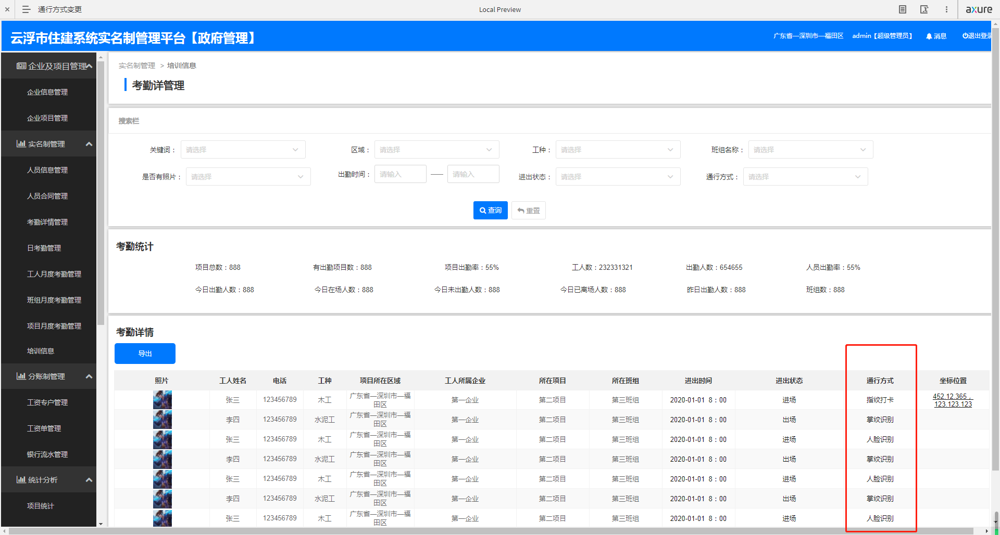 通行方式变更
Local Preview
axure
云浮市住建系统实名制管理平台【政府管理】
广东省—深圳市—福田区 admin【超级管理员】 消息 退出登录
企业及项目管理
企业信息管理
企业项目管理
实名制管理
人员信息管理
人员合同管理
考勤详情管理
日考勤管理
工人月度考勤管理
班组月度考勤管理
项目月度考勤管理
培训信息
分账制管理
工资专户管理
工资单管理
银行流水管理
统计分析
项目统计
实名制管理 > 培训信息
考勤详管理
搜索栏
关键词： 请选择 区域： 请选择 工种： 请选择 班组名称： 请选择
是否有照片： 请选择 出勤时间： 请输入 —— 请输入 进出状态： 请选择 通行方式： 请选择
查询 重置
考勤统计
项目总数：888 有出勤项目数：888 项目出勤率：55% 工人数：232331321 出勤人数：654655 人员出勤率：55%
今日出勤人数：888 今日在场人数：888 今日未出勤人数：888 今日已离场人数：888 昨日出勤人数：888 班组数：888
考勤详情
导出
照片 工人姓名 电话 工种 项目所在区域 工人所属企业 所在项目 所在班组 进出时间 进出状态 通行方式 坐标位置
张三 123456789 木工 广东省—深圳市—福田区 第一企业 第二项目 第三班组 2020-01-01 8：00 进场 指纹打卡 452.12.365，123.123.123
李四 123456789 水泥工 广东省—深圳市—福田区 第一企业 第二项目 第三班组 2020-01-01 8：00 出场 掌纹识别
张三 123456789 木工 广东省—深圳市—福田区 第一企业 第二项目 第三班组 2020-01-01 8：00 进场 人脸识别
李四 123456789 水泥工 广东省—深圳市—福田区 第一企业 第二项目 第三班组 2020-01-01 8：00 出场 掌纹识别
张三 123456789 木工 广东省—深圳市—福田区 第一企业 第二项目 第三班组 2020-01-01 8：00 进场 人脸识别
李四 123456789 水泥工 广东省—深圳市—福田区 第一企业 第二项目 第三班组 2020-01-01 8：00 出场 掌纹识别
张三 123456789 木工 广东省—深圳市—福田区 第一企业 第二项目 第三班组 2020-01-01 8：00 进场 人脸识别